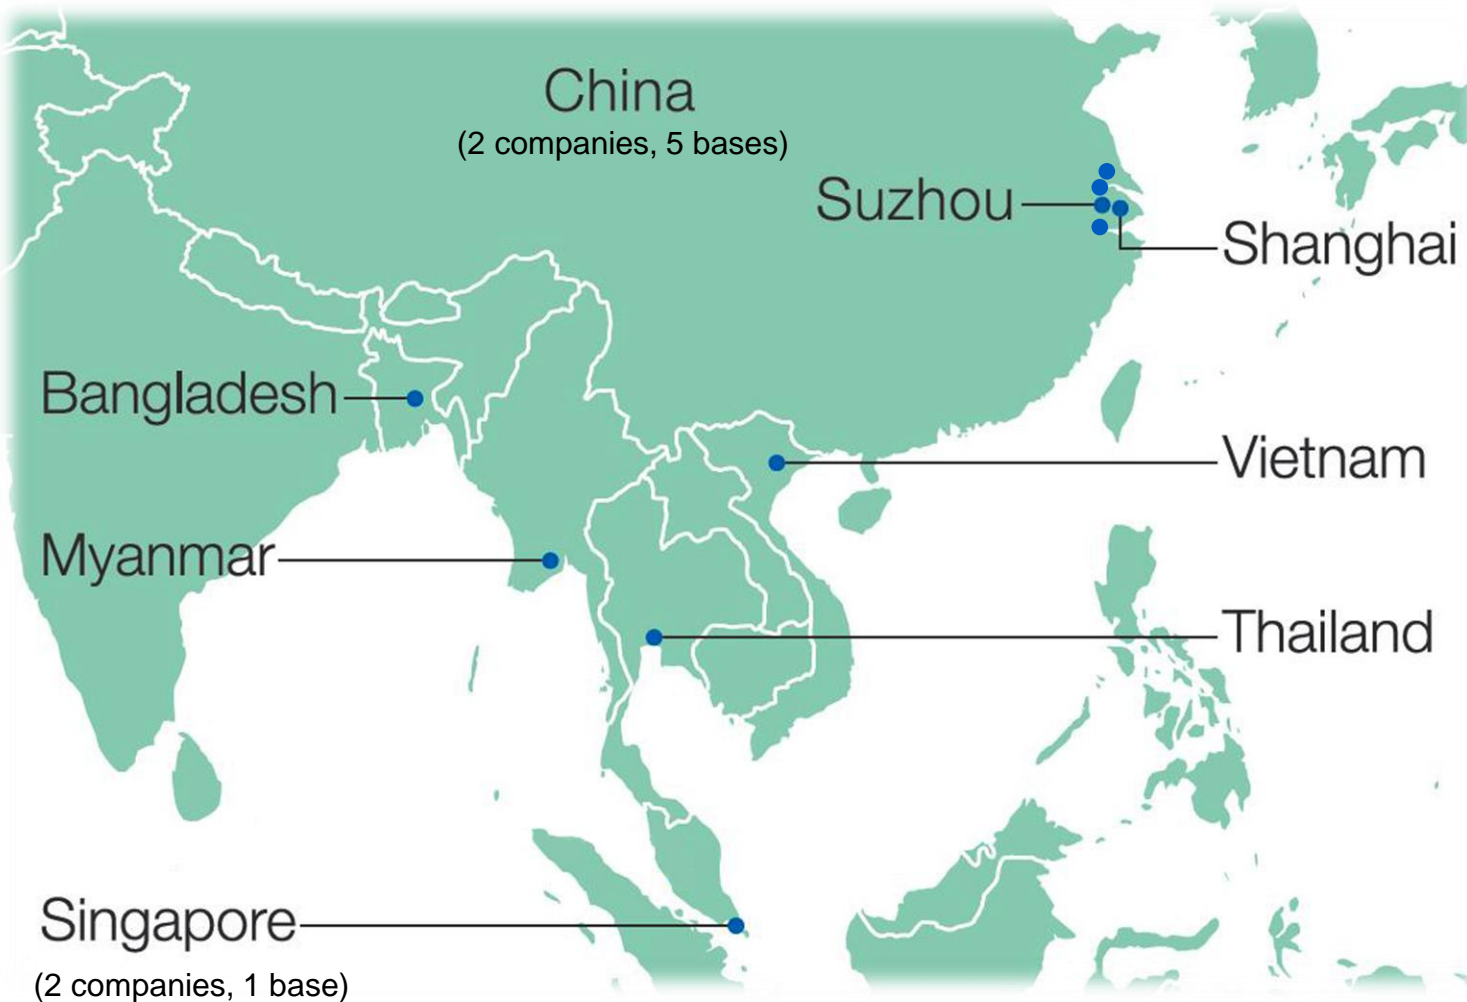 China
(2 companies, 5 bases)
Suzhou
Shanghai
Bangladesh
Vietnam
Myanmar
Thailand
Singapore
(2 companies, 1 base)